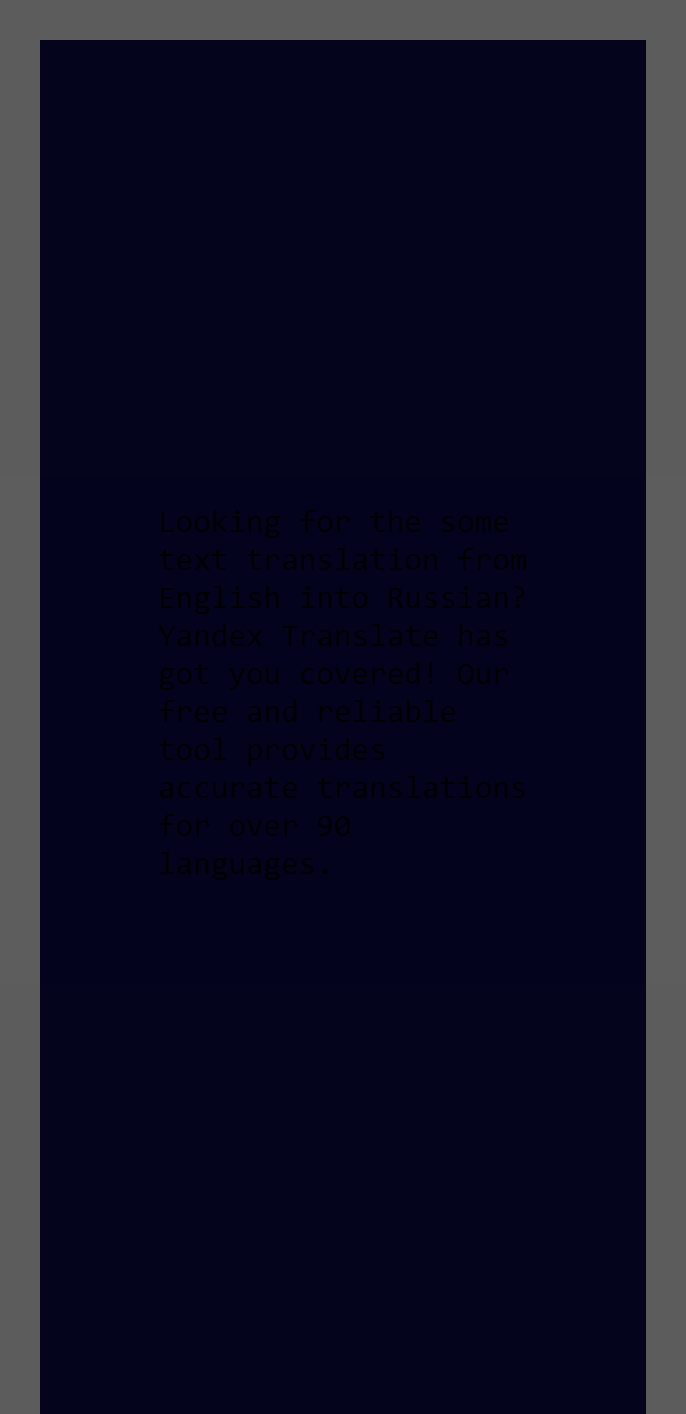 Looking for the some
text translation from
English into Russian?
Yandex Translate has
got you covered! Our
free and reliable
tool provides
accurate translations
for over 90
languages.